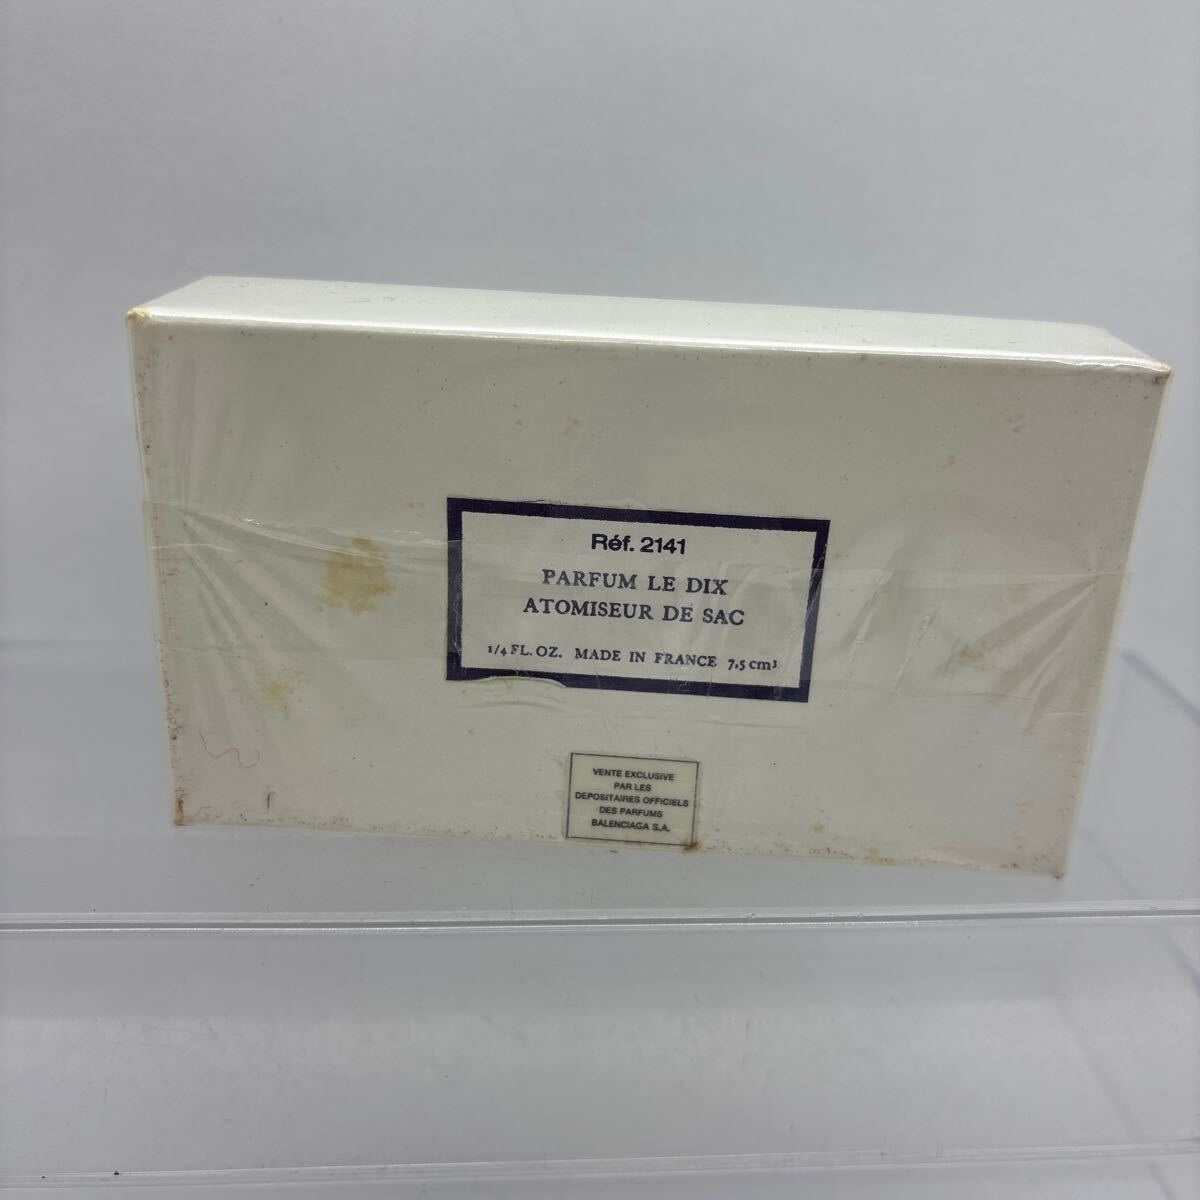 Réf. 2141
PARFUM LE DIX
ATOMISEUR DE SAC
1/4 FL. OZ. MADE IN FRANCE 7,5 cm³
VENTE EXCLUSIVE
PAR LES
DEPOSITAIRES OFFICIELS
DES PARFUMS
BALENCIAGA S.A.